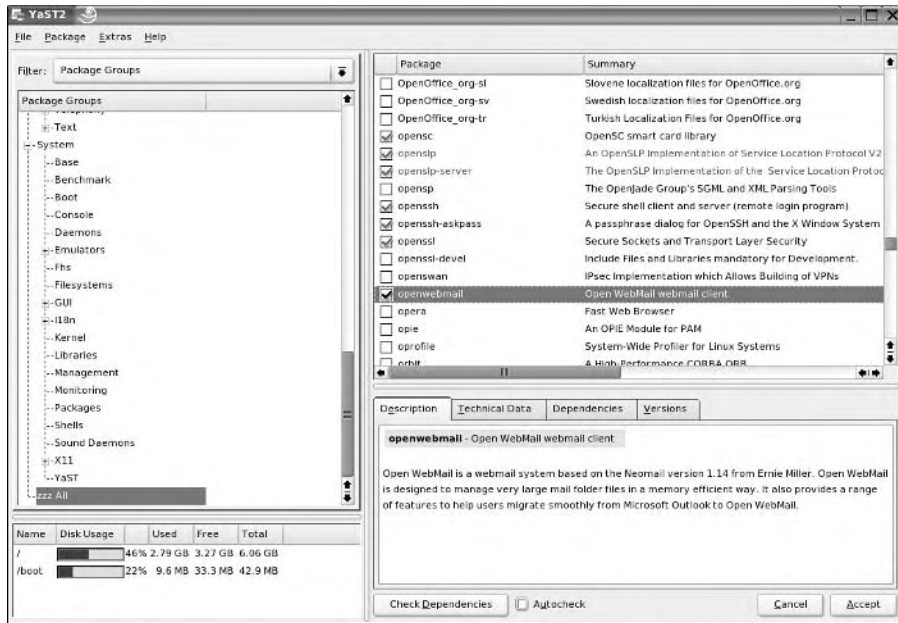 YaST2
File Package Extras Help
Filter: Package Groups
Package Groups
Telephony
Text
System
Base
Benchmark
Boot
Console
Daemons
Emulators
Fhs
Filesystems
GUI
I18n
Kernel
Libraries
Management
Monitoring
Packages
Shells
Sound Daemons
X11
YaST
zzz All
Name Disk Usage Used Free Total
/ 46% 2.79 GB 3.27 GB 6.06 GB
/boot 22% 9.6 MB 33.3 MB 42.9 MB
Package Summary
OpenOffice_org-sl Slovene localization files for OpenOffice.org
OpenOffice_org-sv Swedish localization files for OpenOffice.org
OpenOffice_org-tr Turkish Localization Files for OpenOffice.org
opensc OpenSC smart card library
openslp An OpenSLP Implementation of Service Location Protocol V2
openslp-server The OpenSLP Implementation of the Service Location Protoc
opensp The OpenJade Group's SGML and XML Parsing Tools
openssh Secure shell client and server (remote login program)
openssh-askpass A passphrase dialog for OpenSSH and the X Window System
openssl Secure Sockets and Transport Layer Security
openssl-devel Include Files and Libraries mandatory for Development.
openswan IPsec Implementation which Allows Building of VPNs
openwebmail Open WebMail webmail client
opera Fast Web Browser
opie An OPIE Module for PAM
oprofile System-Wide Profiler for Linux Systems
orbit A High-Performance CORBA ORB
Description Technical Data Dependencies Versions
openwebmail - Open WebMail webmail client
Open WebMail is a webmail system based on the Neomail version 1.14 from Ernie Miller. Open WebMail
is designed to manage very large mail folder files in a memory efficient way. It also provides a range
of features to help users migrate smoothly from Microsoft Outlook to Open WebMail.
Check Dependencies Autocheck Cancel Accept